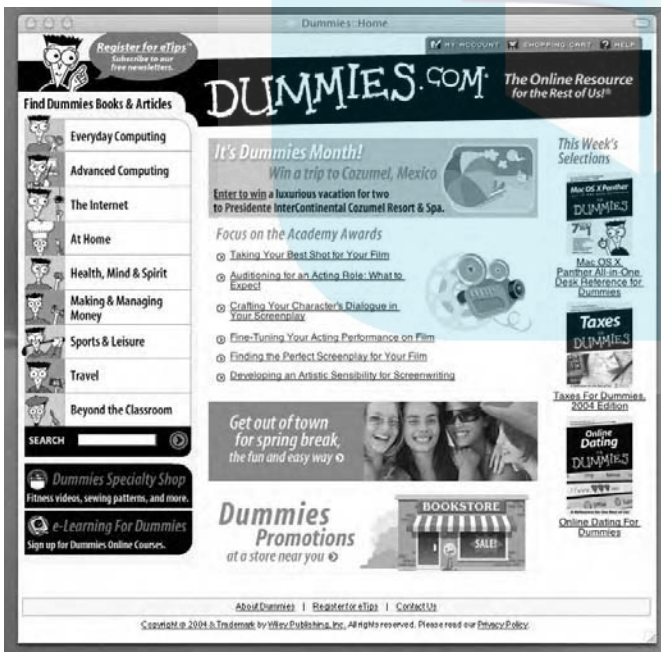 Dummies::Home
Register for eTips™
Subscribe to our
free newsletters.
MY ACCOUNT
SHOPPING CART
? HELP
DUMMIES.COM
The Online Resource
for the Rest of Us!®
Find Dummies Books & Articles
Everyday Computing
Advanced Computing
The Internet
At Home
Health, Mind & Spirit
Making & Managing
Money
Sports & Leisure
Travel
Beyond the Classroom
SEARCH
Dummies Specialty Shop
Fitness videos, sewing patterns, and more.
e-Learning For Dummies
Sign up for Dummies Online Courses.
It's Dummies Month!
Win a trip to Cozumel, Mexico
Enter to win a luxurious vacation for two
to Presidente InterContinental Cozumel Resort & Spa.
Focus on the Academy Awards
Taking Your Best Shot for Your Film
Auditioning for an Acting Role: What to
Expect
Crafting Your Character's Dialogue in
Your Screenplay
Fine-Tuning Your Acting Performance on Film
Finding the Perfect Screenplay for Your Film
Developing an Artistic Sensibility for Screenwriting
Get out of town
for spring break,
the fun and easy way
Dummies
Promotions
at a store near you
BOOKSTORE
SALE!
This Week's
Selections
Mac OS X Panther
DUMMIES
Mac OS X
Panther All-in-One
Desk Reference for
Dummies
Taxes
DUMMIES
Taxes For Dummies,
2004 Edition
Online
Dating
DUMMIES
Online Dating For
Dummies
About Dummies | Register for eTips | Contact Us
Copyright © 2004 & Trademark by Wiley Publishing, Inc. All rights reserved. Please read our Privacy Policy.